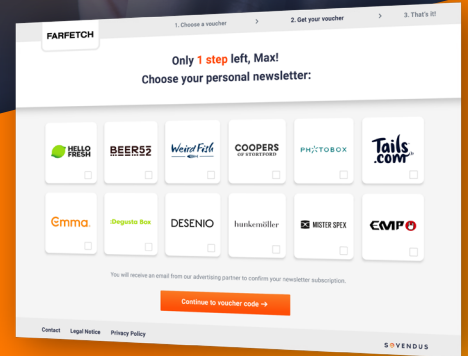 FARFETCH
1. Choose a voucher > 2. Get your voucher > 3. That's it!
Only 1 step left, Max!
Choose your personal newsletter:
HELLO FRESH
BEER52
Weird Fish
COOPERS OF STORTFORD
PHOTOBOX
Tails.com
Emma.
:Degusta Box
DESENIO
hunkemöller
MISTER SPEX
EMP
You will receive an email from our advertising partner to confirm your newsletter subscription.
Continue to voucher code →
Contact Legal Notice Privacy Policy
SOVENDUS